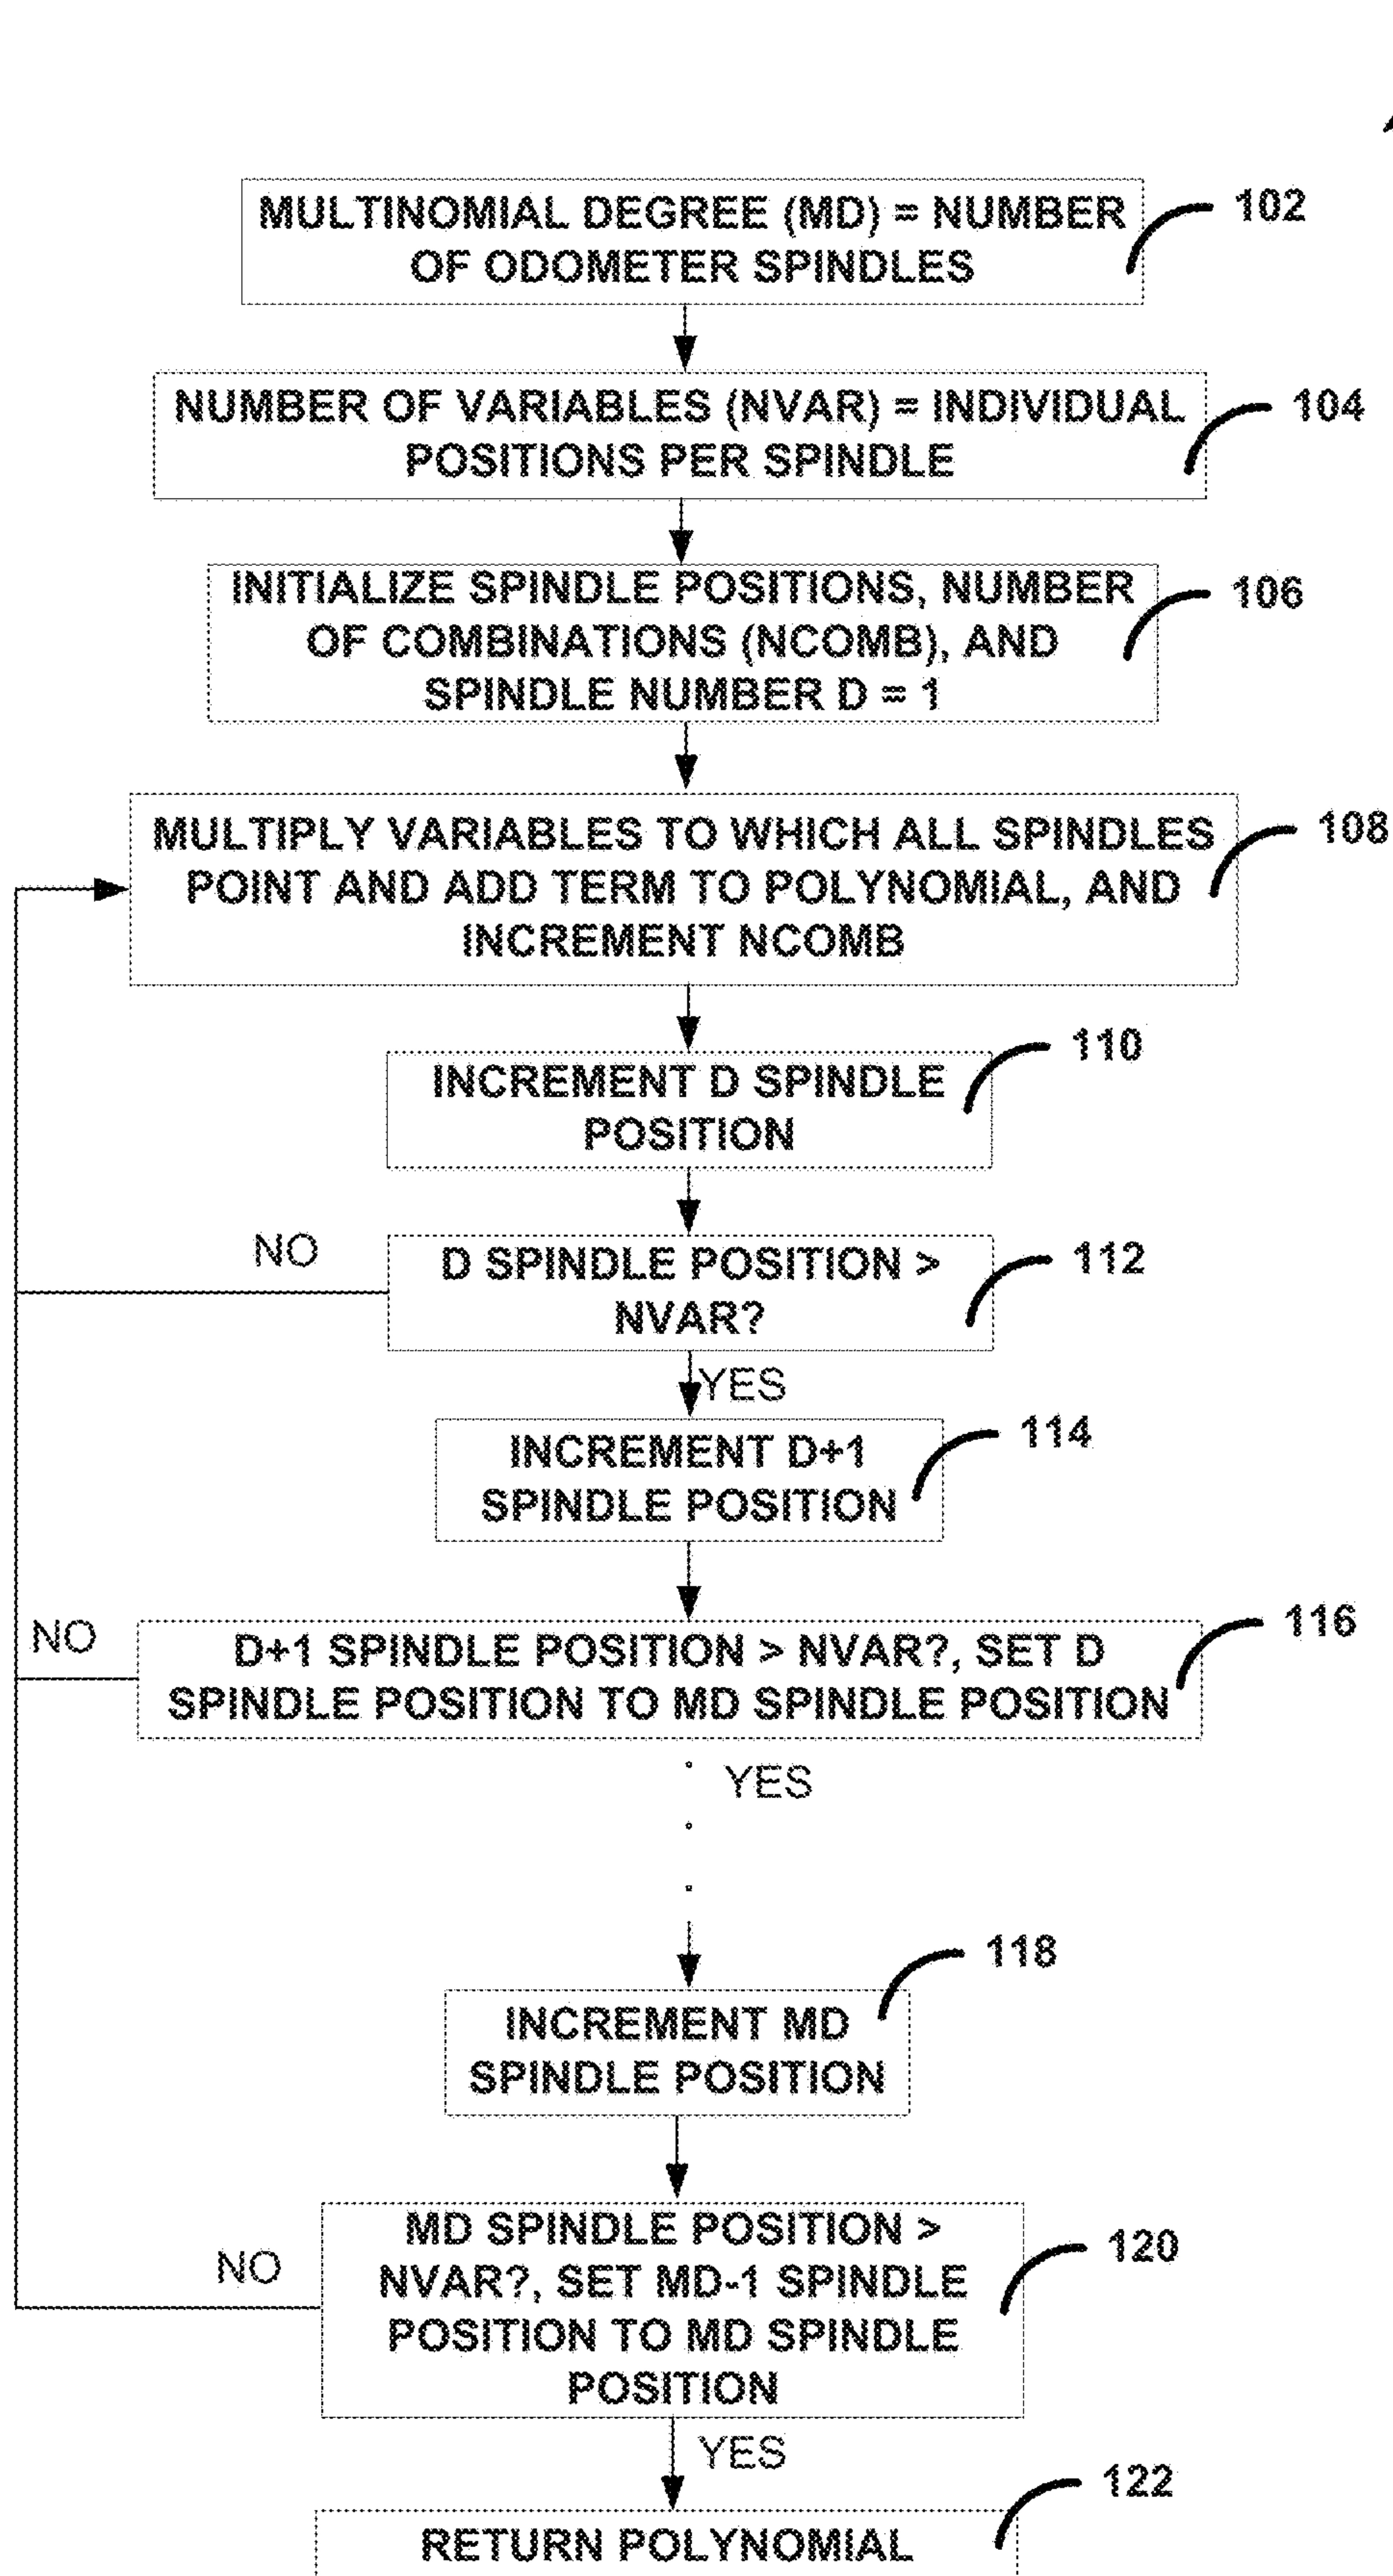 MULTINOMIAL DEGREE (MD) = NUMBER
OF ODOMETER SPINDLES
102
NUMBER OF VARIABLES (NVAR) = INDIVIDUAL
POSITIONS PER SPINDLE
104
INITIALIZE SPINDLE POSITIONS, NUMBER
OF COMBINATIONS (NCOMB), AND
SPINDLE NUMBER D = 1
106
MULTIPLY VARIABLES TO WHICH ALL SPINDLES
POINT AND ADD TERM TO POLYNOMIAL, AND
INCREMENT NCOMB
108
INCREMENT D SPINDLE
POSITION
110
NO
D SPINDLE POSITION >
NVAR?
112
YES
INCREMENT D+1
SPINDLE POSITION
114
NO
D+1 SPINDLE POSITION > NVAR?, SET D
SPINDLE POSITION TO MD SPINDLE POSITION
116
YES
INCREMENT MD
SPINDLE POSITION
118
NO
MD SPINDLE POSITION >
NVAR?, SET MD-1 SPINDLE
POSITION TO MD SPINDLE
POSITION
120
YES
RETURN POLYNOMIAL
122